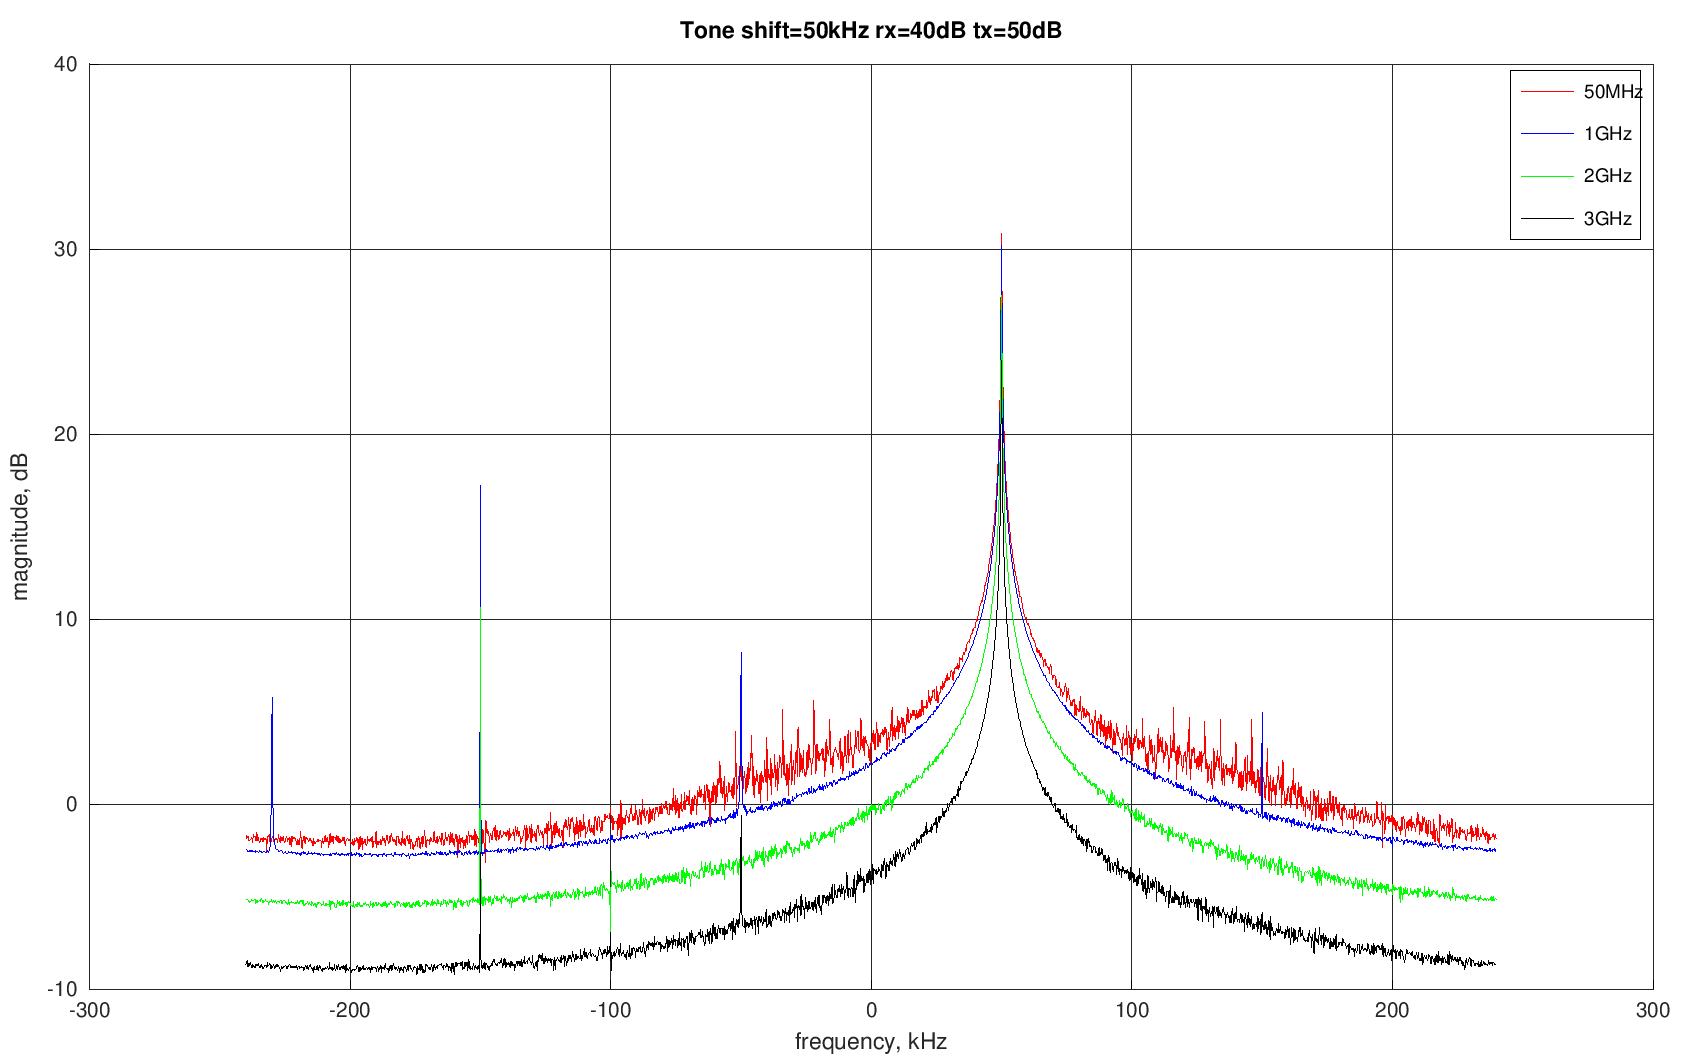 Tone shift=50kHz rx=40dB tx=50dB
40
30
20
10
0
-10
magnitude, dB
50MHz
1GHz
2GHz
3GHz
-300
-200
-100
0
100
200
300
frequency, kHz